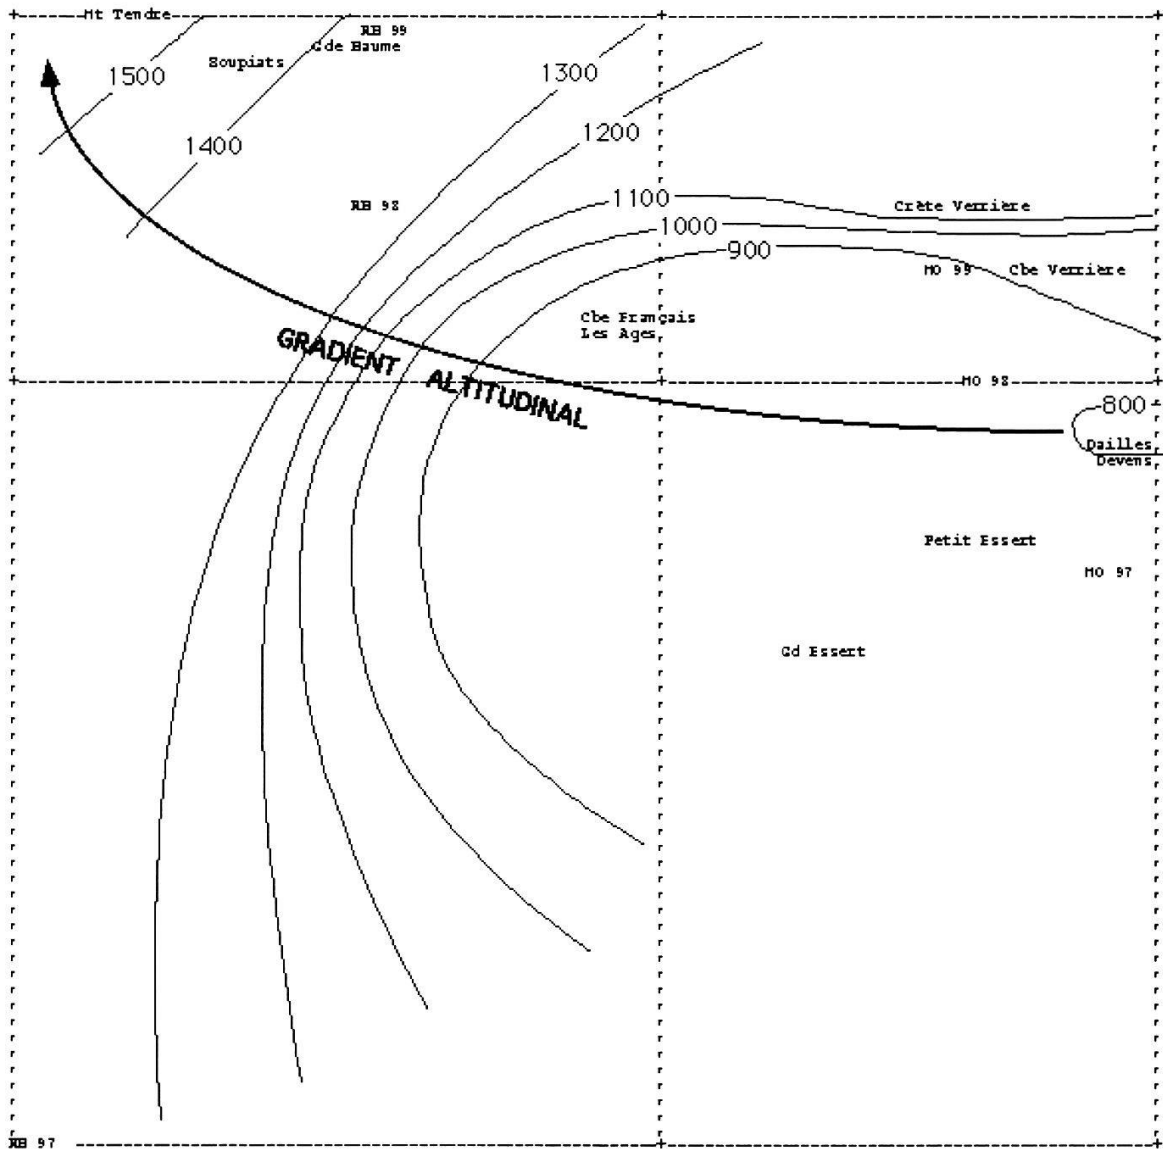 Mt Tendre
RB 99
Gde Baume
Soupiats
1500
1300
1400
1200
RB 98
1100
Crète Verrière
1000
900
MO 99
Cbe Verrière
Cbe Français
Les Ages
GRADIENT ALTITUDINAL
MO 98
800
Dailles
Devens
Petit Essert
MO 97
Gd Essert
RB 97